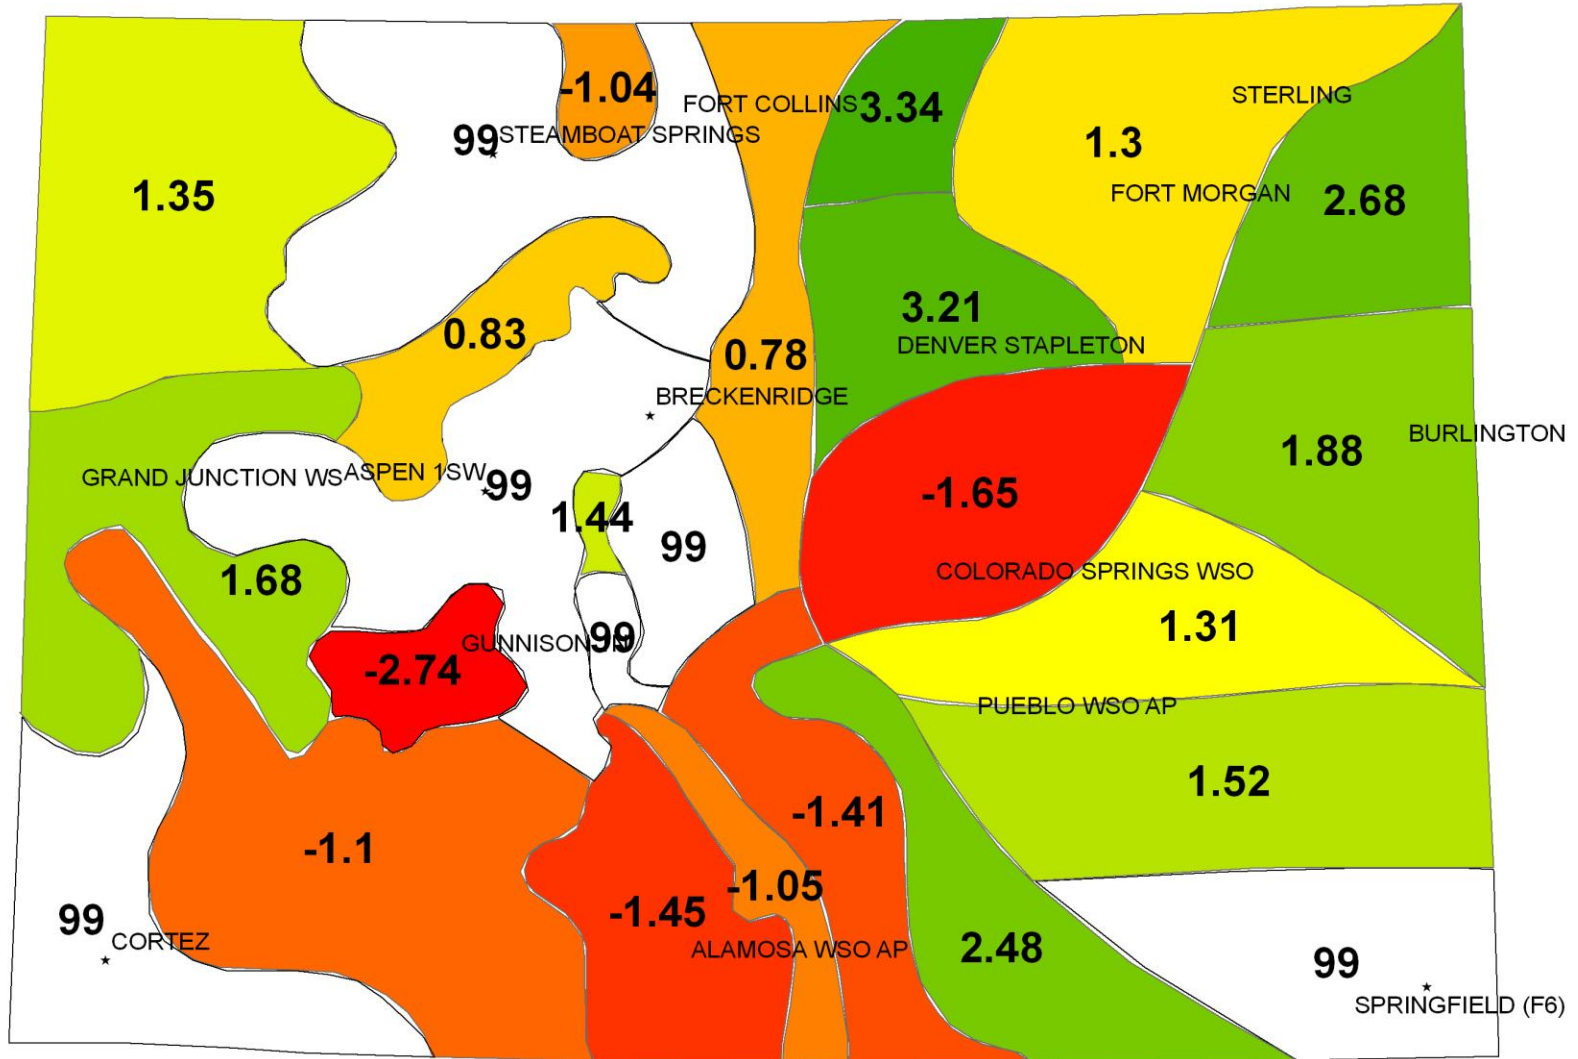 -1.04
STERLING
FORT COLLINS 3.34
99 STEAMBOAT SPRINGS
1.3
1.35
FORT MORGAN
2.68
3.21
0.83
DENVER STAPLETON
0.78
BRECKENRIDGE
BURLINGTON
1.88
GRAND JUNCTION WS ASPEN 1SW 99
-1.65
1.44
99
COLORADO SPRINGS WSO
1.68
1.31
99
GUNNISON
-2.74
PUEBLO WSO AP
1.52
-1.41
-1.1
-1.05
-1.45
99
CORTEZ
ALAMOSA WSO AP
2.48
99
SPRINGFIELD (F6)